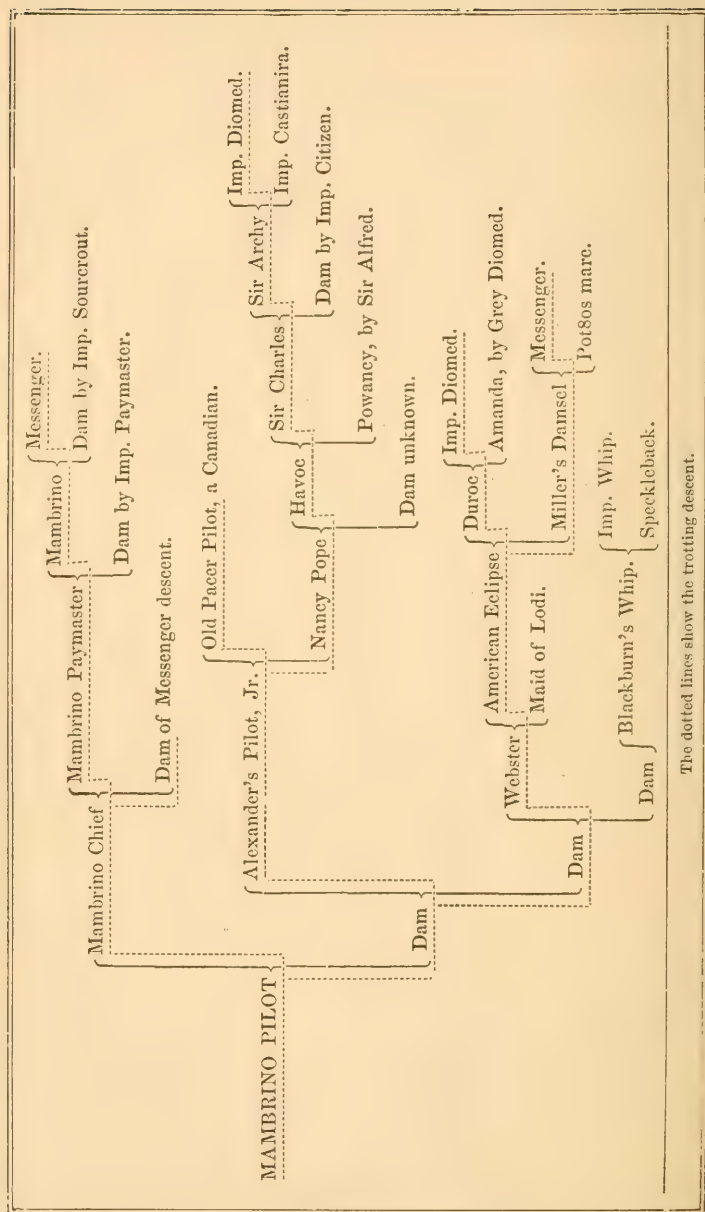 MAMBRINO PILOT
Mambrino Chief
Mambrino Paymaster
Mambrino
Messenger.
Dam by Imp. Sourcrout.
Dam by Imp. Paymaster.
Dam of Messenger descent.
Dam
Alexander's Pilot, Jr.
Old Pacer Pilot, a Canadian.
Nancy Pope
Havoc
Sir Charles
Sir Archy
Imp. Diomed.
Imp. Castianira.
Dam by Imp. Citizen.
Powancy, by Sir Alfred.
Dam unknown.
Dam
Webster
American Eclipse
Duroc
Imp. Diomed.
Amanda, by Grey Diomed.
Miller's Damsel
Messenger.
Pot8os mare.
Maid of Lodi.
Dam
Blackburn's Whip.
Imp. Whip.
Speckleback.
The dotted lines show the trotting descent.